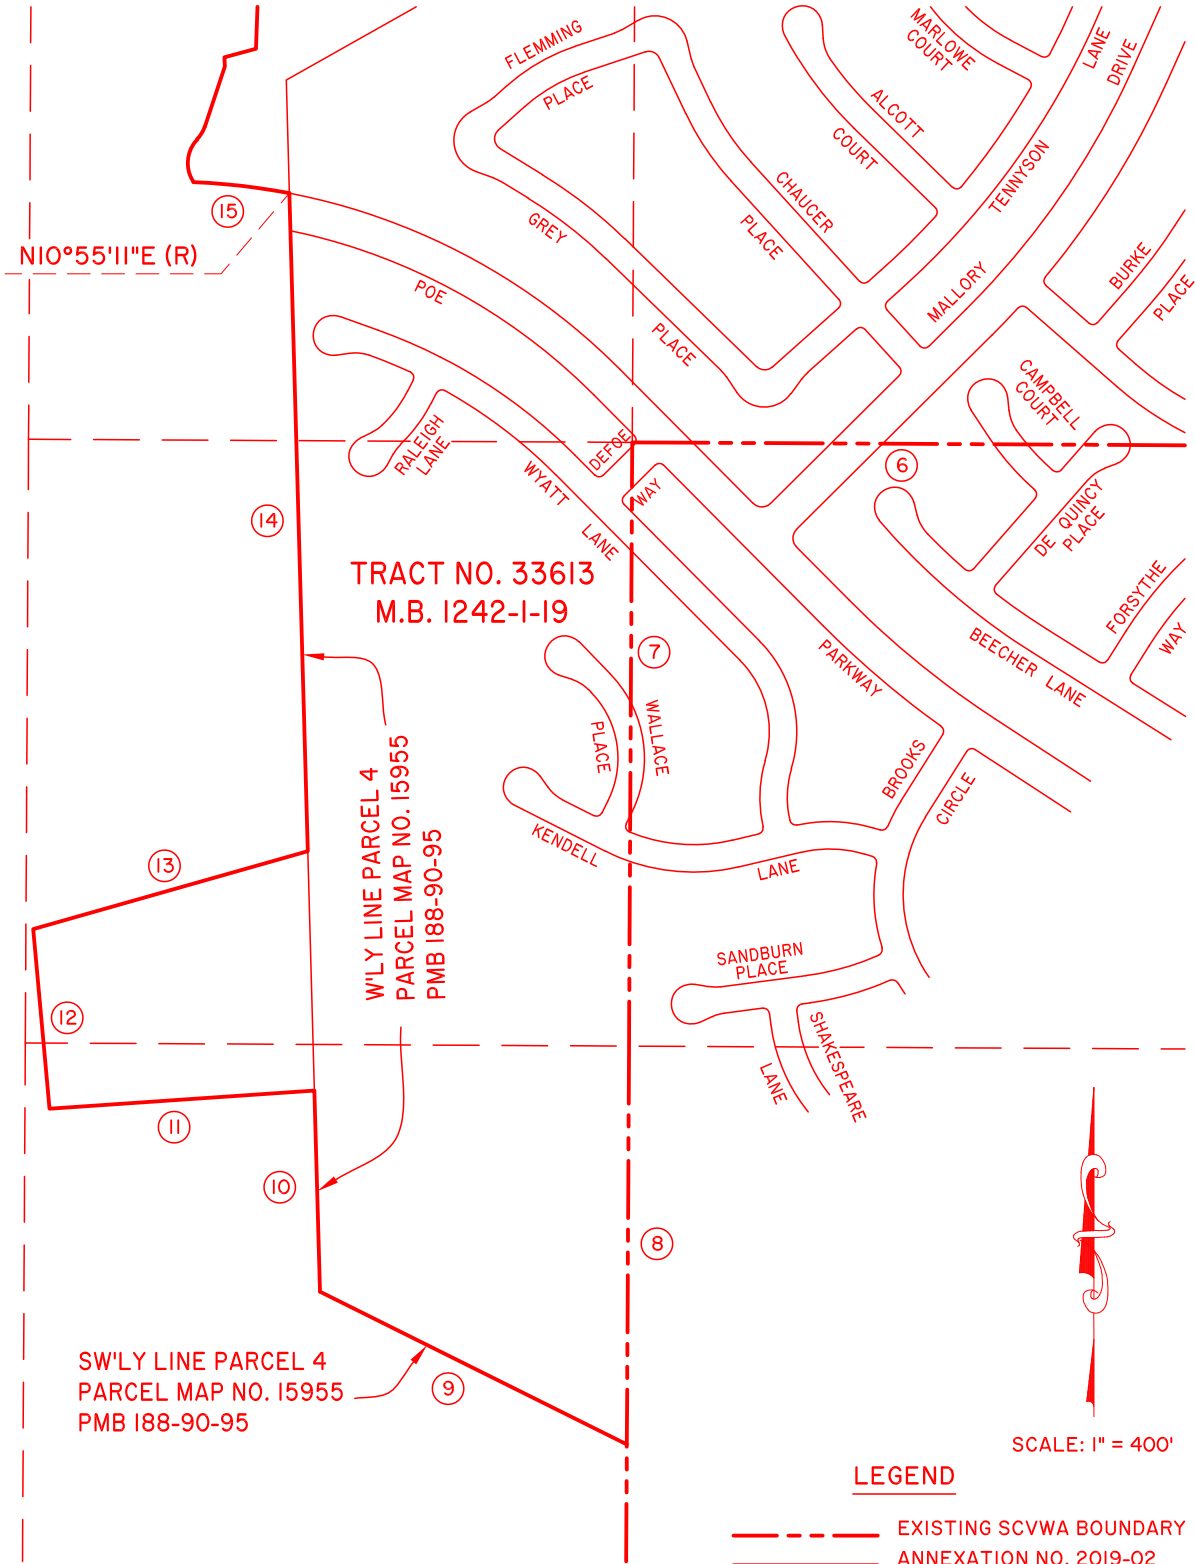 FLEMMING
PLACE
MARLOWE
COURT
LANE
DRIVE
ALCOTT
COURT
TENNYSON
CHAUCER
PLACE
GREY
PLACE
15
N10°55'11"E (R)
POE
MALLORY
BURKE
PLACE
CAMPBELL
COURT
RALEIGH
LANE
DEFOE
WAY
WYATT
LANE
6
DE QUINCY
PLACE
14
TRACT NO. 33613
M.B. 1242-1-19
FORSYTHE
WAY
BEECHER LANE
7
PARKWAY
WALLACE
PLACE
W'LY LINE PARCEL 4
PARCEL MAP NO. 15955
PMB 188-90-95
BROOKS
CIRCLE
KENDELL
LANE
13
SANDBURN
PLACE
12
SHAKESPEARE
LANE
11
10
8
SW'LY LINE PARCEL 4
PARCEL MAP NO. 15955
PMB 188-90-95
9
SCALE: 1" = 400'
LEGEND
EXISTING SCVWA BOUNDARY
ANNEXATION NO. 2019-02